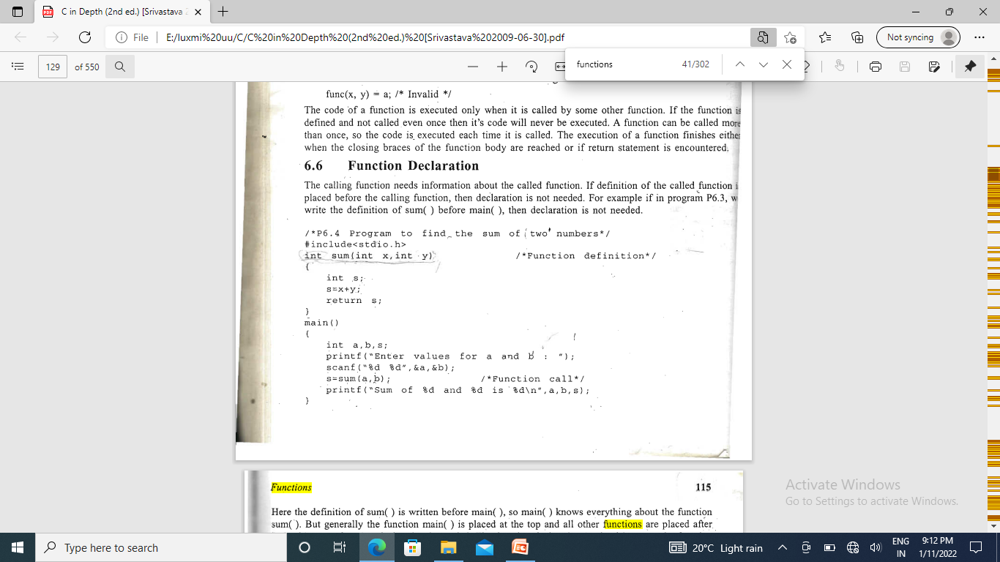 C in Depth (2nd ed.) [Srivastava
File E:/luxmi%20uu/C/C%20in%20Depth%20(2nd%20ed.)%20[Srivastava%202009-06-30].pdf
Not syncing
129 of 550
functions 41/302
func(x, y) = a; /* Invalid */
The code of a function is executed only when it is called by some other function. If the function is
defined and not called even once then it's code will never be executed. A function can be called more
than once, so the code is executed each time it is called. The execution of a function finishes either
when the closing braces of the function body are reached or if return statement is encountered.
6.6 Function Declaration
The calling function needs information about the called function. If definition of the called function i
placed before the calling function, then declaration is not needed. For example if in program P6.3, w
write the definition of sum( ) before main( ), then declaration is not needed.
/*P6.4 Program to find the sum of two numbers*/
#include<stdio.h>
int sum(int x,int y) /*Function definition*/
{
int s;
s=x+y;
return s;
}
main()
{
int a,b,s;
printf("Enter values for a and b : ");
scanf("%d %d",&a,&b);
s=sum(a,b); /*Function call*/
printf("Sum of %d and %d is %d\n",a,b,s);
}
Functions 115
Here the definition of sum( ) is written before main( ), so main( ) knows everything about the function
sum( ). But generally the function main( ) is placed at the top and all other functions are placed after
Activate Windows
Go to Settings to activate Windows.
Type here to search
20°C Light rain
ENG
IN
9:12 PM
1/11/2022